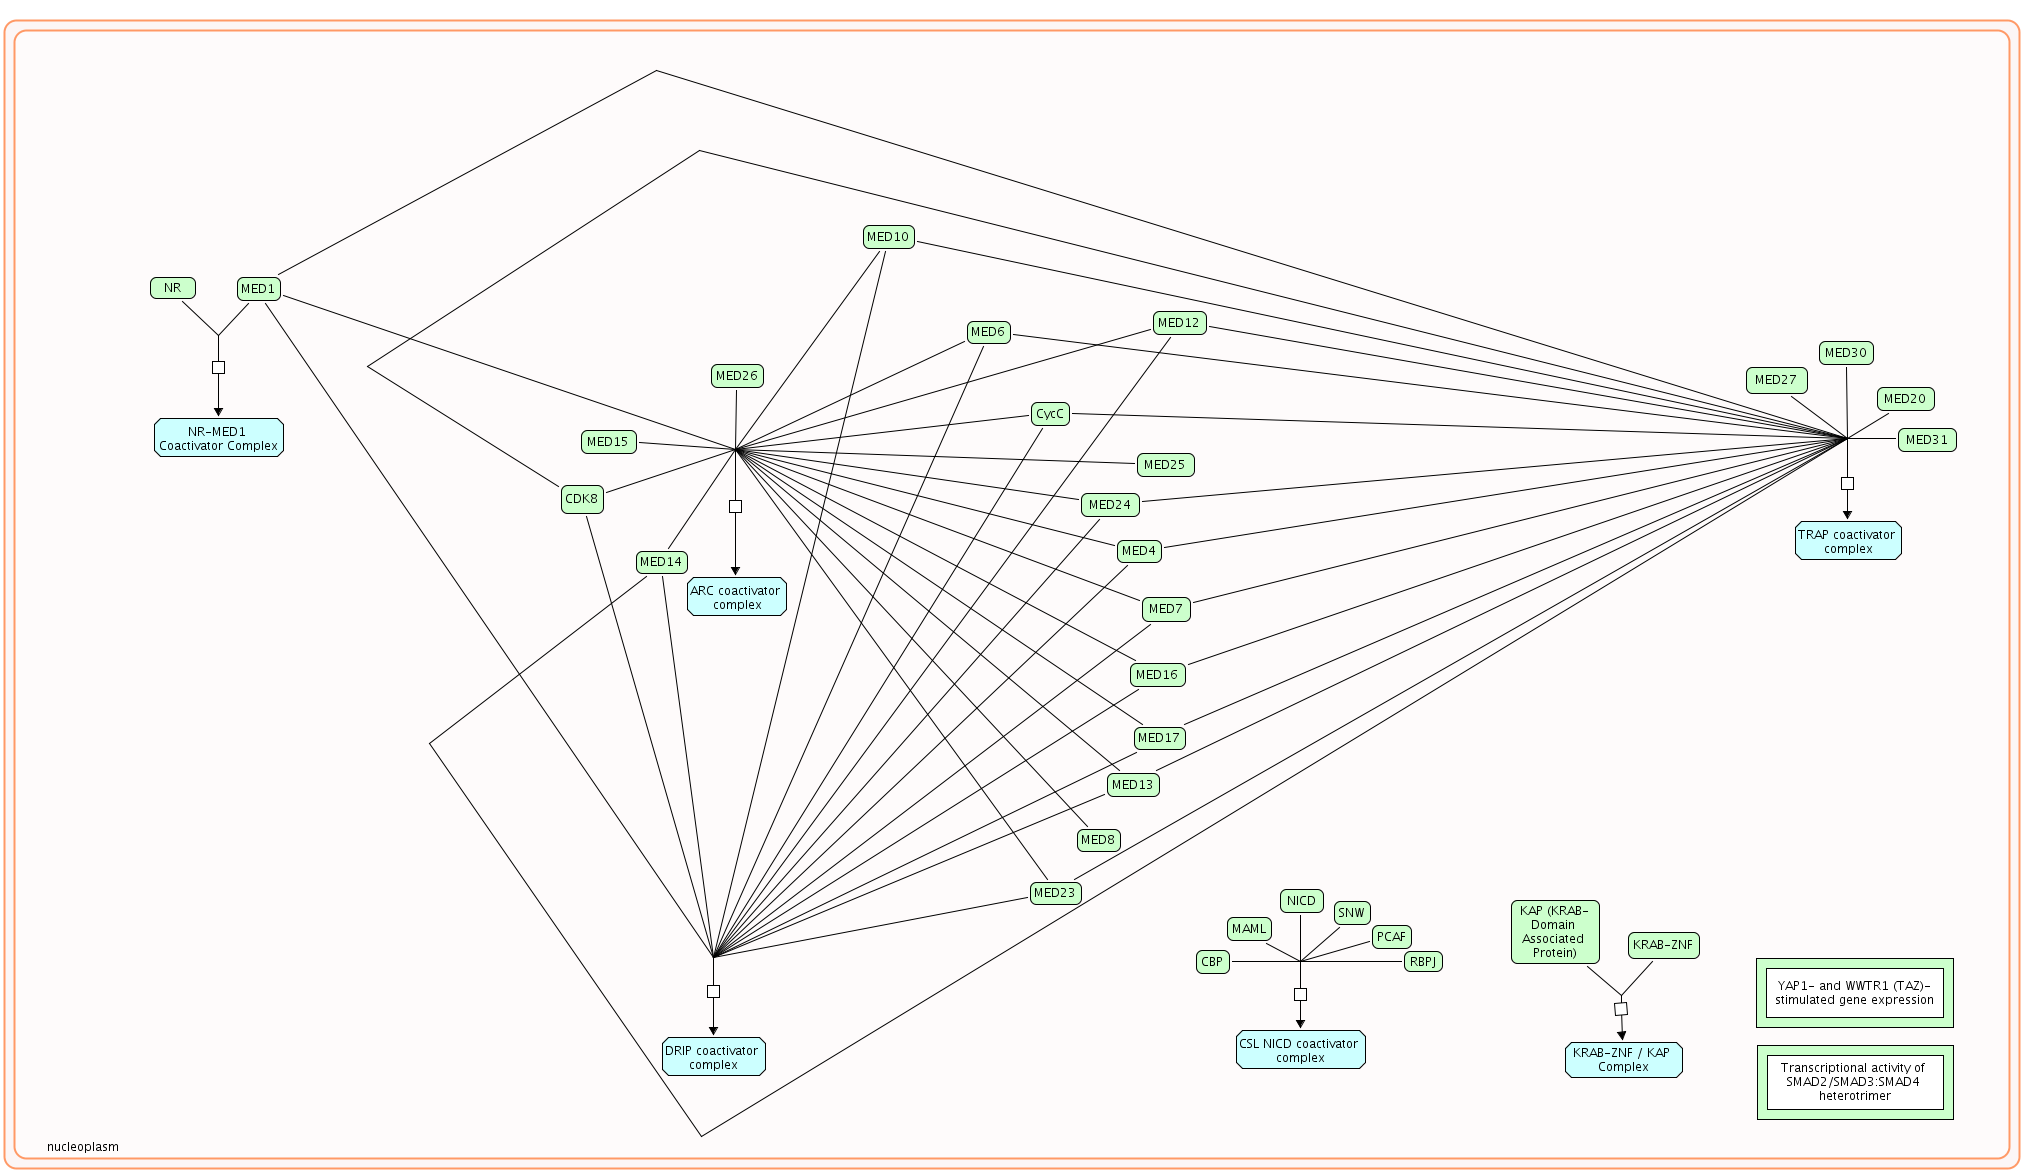 MED10
NR
MED1
MED6
MED12
MED30
MED26
MED27
MED20
CycC
MED15
MED31
NR-MED1
Coactivator Complex
MED25
CDK8
MED24
TRAP coactivator
complex
MED14
MED4
ARC coactivator
complex
MED7
MED16
MED17
MED13
MED8
MED23
NICD
SNW
MAML
PCAF
CBP
RBPJ
KAP (KRAB-
Domain
Associated
Protein)
KRAB-ZNF
YAP1- and WWTR1 (TAZ)-
stimulated gene expression
DRIP coactivator
complex
CSL NICD coactivator
complex
KRAB-ZNF / KAP
Complex
Transcriptional activity of
SMAD2/SMAD3:SMAD4
heterotrimer
nucleoplasm